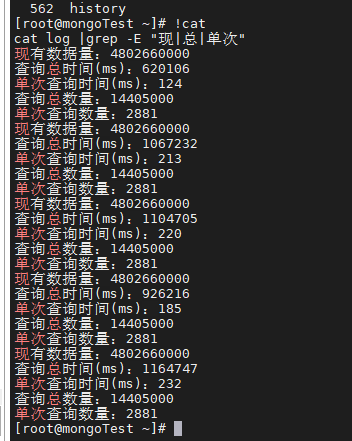 562  history
[root@mongoTest ~]# !cat
cat log |grep -E "现|总|单次"
现有数据量：4802660000
查询总时间(ms)：620106
单次查询时间(ms)：124
查询总数量：14405000
单次查询数量：2881
现有数据量：4802660000
查询总时间(ms)：1067232
单次查询时间(ms)：213
查询总数量：14405000
单次查询数量：2881
现有数据量：4802660000
查询总时间(ms)：1104705
单次查询时间(ms)：220
查询总数量：14405000
单次查询数量：2881
现有数据量：4802660000
查询总时间(ms)：926216
单次查询时间(ms)：185
查询总数量：14405000
单次查询数量：2881
现有数据量：4802660000
查询总时间(ms)：1164747
单次查询时间(ms)：232
查询总数量：14405000
单次查询数量：2881
[root@mongoTest ~]#